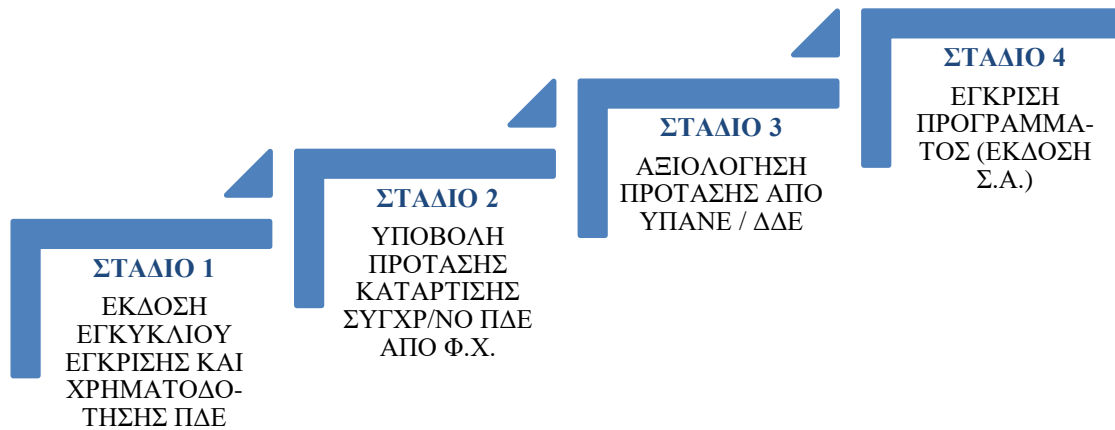 ΣΤΑΔΙΟ 1
ΕΚΔΟΣΗ
ΕΓΚΥΚΛΙΟΥ
ΕΓΚΡΙΣΗΣ ΚΑΙ
ΧΡΗΜΑΤΟΔΟ-
ΤΗΣΗΣ ΠΔΕ
ΣΤΑΔΙΟ 2
ΥΠΟΒΟΛΗ
ΠΡΟΤΑΣΗΣ
ΚΑΤΑΡΤΙΣΗΣ
ΣΥΓΧΡ/ΝΟ ΠΔΕ
ΑΠΟ Φ.Χ.
ΣΤΑΔΙΟ 3
ΑΞΙΟΛΟΓΗΣΗ
ΠΡΟΤΑΣΗΣ ΑΠΟ
ΥΠΑΝΕ / ΔΔΕ
ΣΤΑΔΙΟ 4
ΕΓΚΡΙΣΗ
ΠΡΟΓΡΑΜΜΑ-
ΤΟΣ (ΕΚΔΟΣΗ
Σ.Α.)